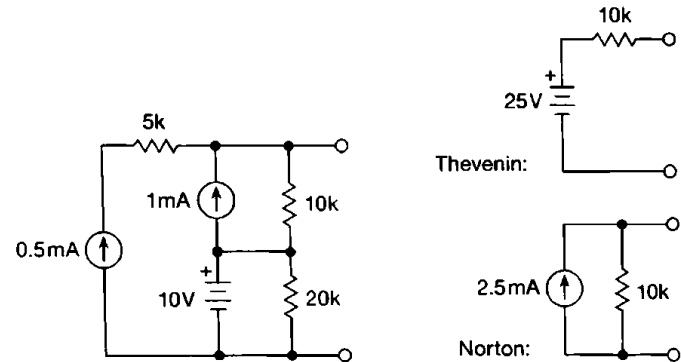 5k
1mA
10k
0.5mA
+
10V
20k
10k
+
25V
Thevenin:
2.5mA
10k
Norton: